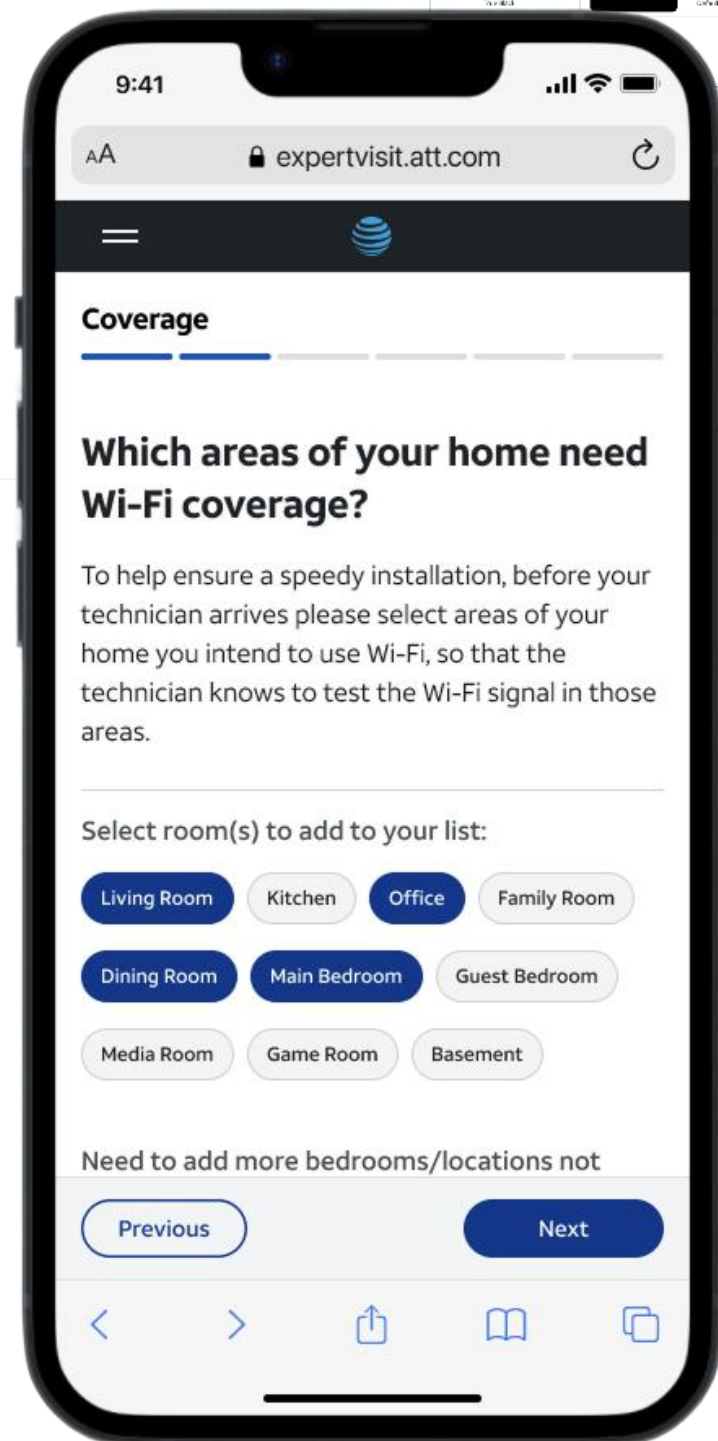 9:41
AA expertvisit.att.com
Coverage
Which areas of your home need
Wi-Fi coverage?
To help ensure a speedy installation, before your
technician arrives please select areas of your
home you intend to use Wi-Fi, so that the
technician knows to test the Wi-Fi signal in those
areas.
Select room(s) to add to your list:
Living Room Kitchen Office Family Room
Dining Room Main Bedroom Guest Bedroom
Media Room Game Room Basement
Need to add more bedrooms/locations not
Previous Next